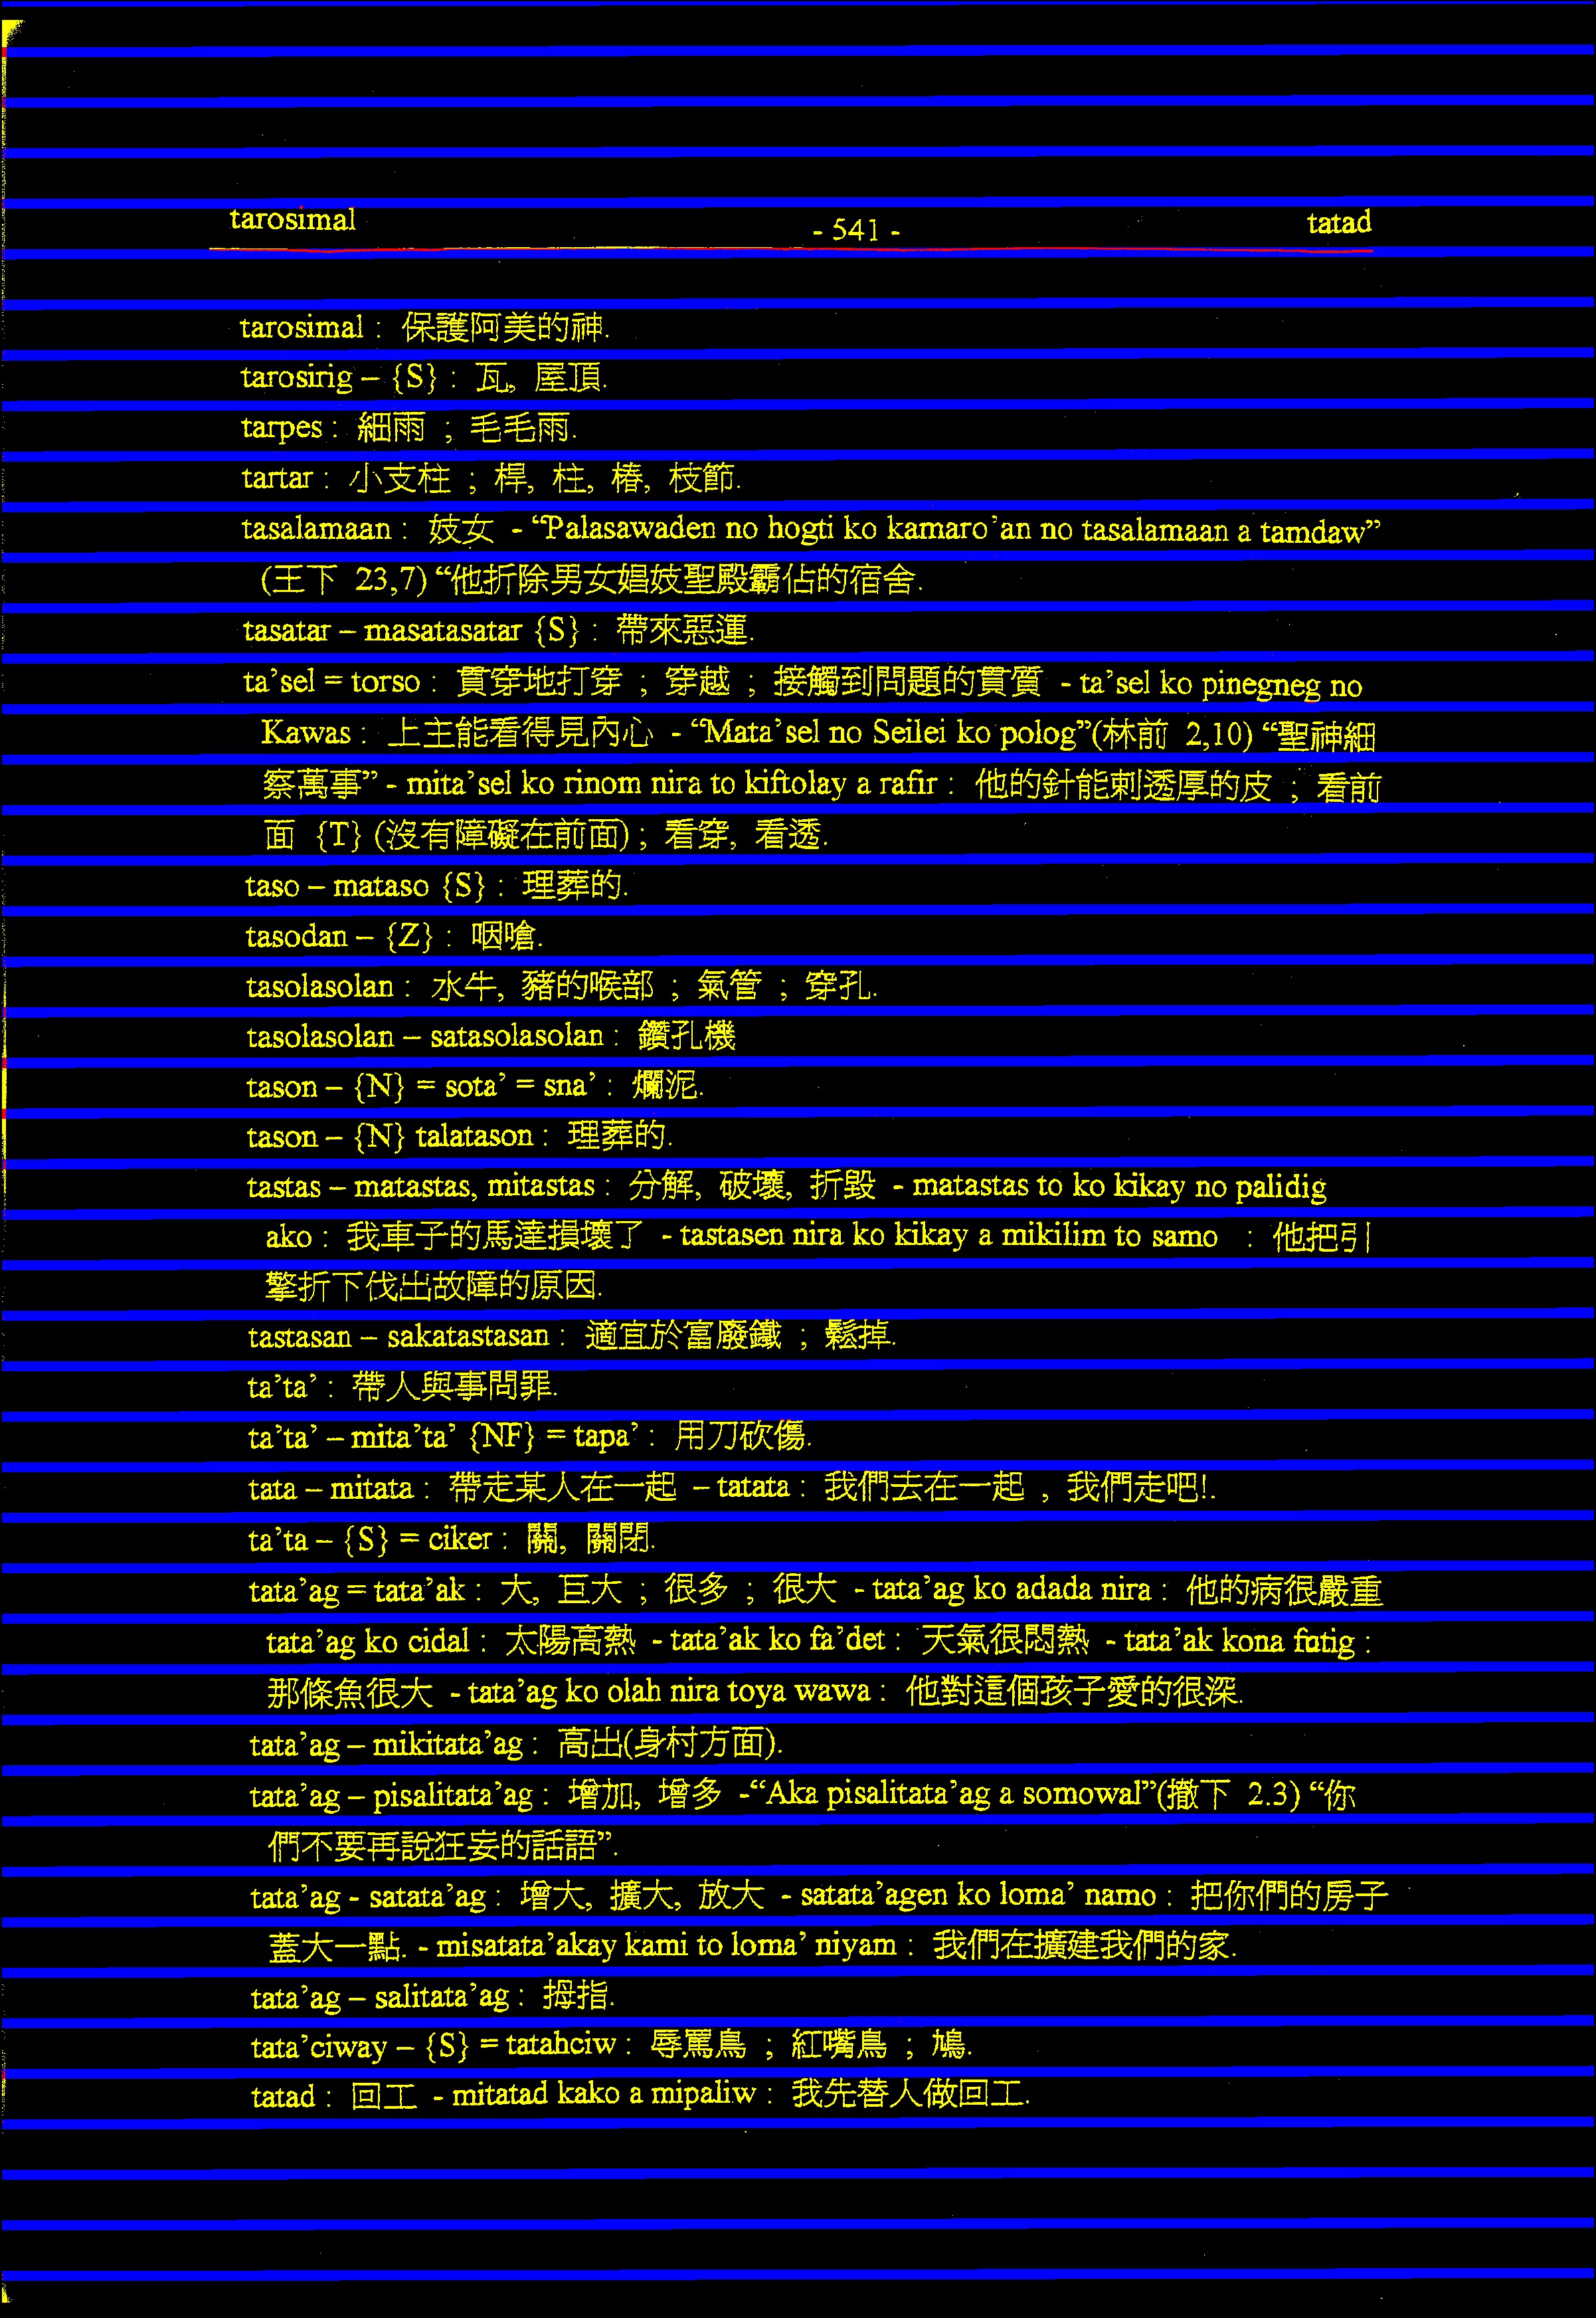 tarosimal - 541 - tatad
tarosimal : 保護阿美的神.
tarosirig – {S} : 瓦, 屋頂.
tarpes : 細雨 ; 毛毛雨.
tartar : 小支柱 ; 桿, 柱, 樁, 枝節.
tasalamaan : 妓女 - “Palasawaden no hogti ko kamaro’an no tasalamaan a tamdaw”
(王下 23,7) “他折除男女娼妓聖殿霸佔的宿舍.
tasatar – masatasatar {S} : 帶來惡運.
ta’sel = torso : 貫穿地打穿 ; 穿越 ; 接觸到問題的貫質 - ta’sel ko pinegneg no
Kawas : 上主能看得見內心 - “Mata’sel no Seilei ko polog”(林前 2,10) “聖神細
察萬事” - mita’sel ko rinom nira to kiftolay a rafir : 他的針能刺透厚的皮 ; 看前
面 {T} (沒有障礙在前面) ; 看穿, 看透.
taso – mataso {S} : 理葬的.
tasodan – {Z} : 咽嗆.
tasolasolan : 水牛, 豬的喉部 ; 氣管 ; 穿孔.
tasolasolan – satasolasolan : 鑽孔機
tason – {N} = sota’ = sna’ : 爛泥.
tason – {N} talatason : 理葬的.
tastas – matastas, mitastas : 分解, 破壞, 折毀 - matastas to ko kikay no palidig
ako : 我車子的馬達損壞了 - tastasen nira ko kikay a mikilim to samo : 他把引
擎折下伐出故障的原因.
tastasan – sakatastasan : 適宜於富廢鐵 ; 鬆掉.
ta’ta’ : 帶人與事問罪.
ta’ta’ – mita’ta’ {NF} = tapa’ : 用刀砍傷.
tata – mitata : 帶走某人在一起 – tatata : 我們去在一起 , 我們走吧!.
ta’ta – {S} = ciker : 關, 關閉.
tata’ag = tata’ak : 大, 巨大 ; 很多 ; 很大 - tata’ag ko adada nira : 他的病很嚴重
tata’ag ko cidal : 太陽高熱 - tata’ak ko fa’det : 天氣很悶熱 - tata’ak kona futig :
那條魚很大 - tata’ag ko olah nira toya wawa : 他對這個孩子愛的很深.
tata’ag – mikitata’ag : 高出(身村方面).
tata’ag – pisalitata’ag : 增加, 增多 -“Aka pisalitata’ag a somowal”(撒下 2.3) “你
們不要再說狂妄的話語”.
tata’ag - satata’ag : 增大, 擴大, 放大 - satata’agen ko loma’ namo : 把你們的房子
蓋大一點. - misatata’akay kami to loma’ niyam : 我們在擴建我們的家.
tata’ag – salitata’ag : 拇指.
tata’ciway – {S} = tatahciw : 辱罵鳥 ; 紅嘴鳥 ; 鳩.
tatad : 回工 - mitatad kako a mipaliw : 我先替人做回工.